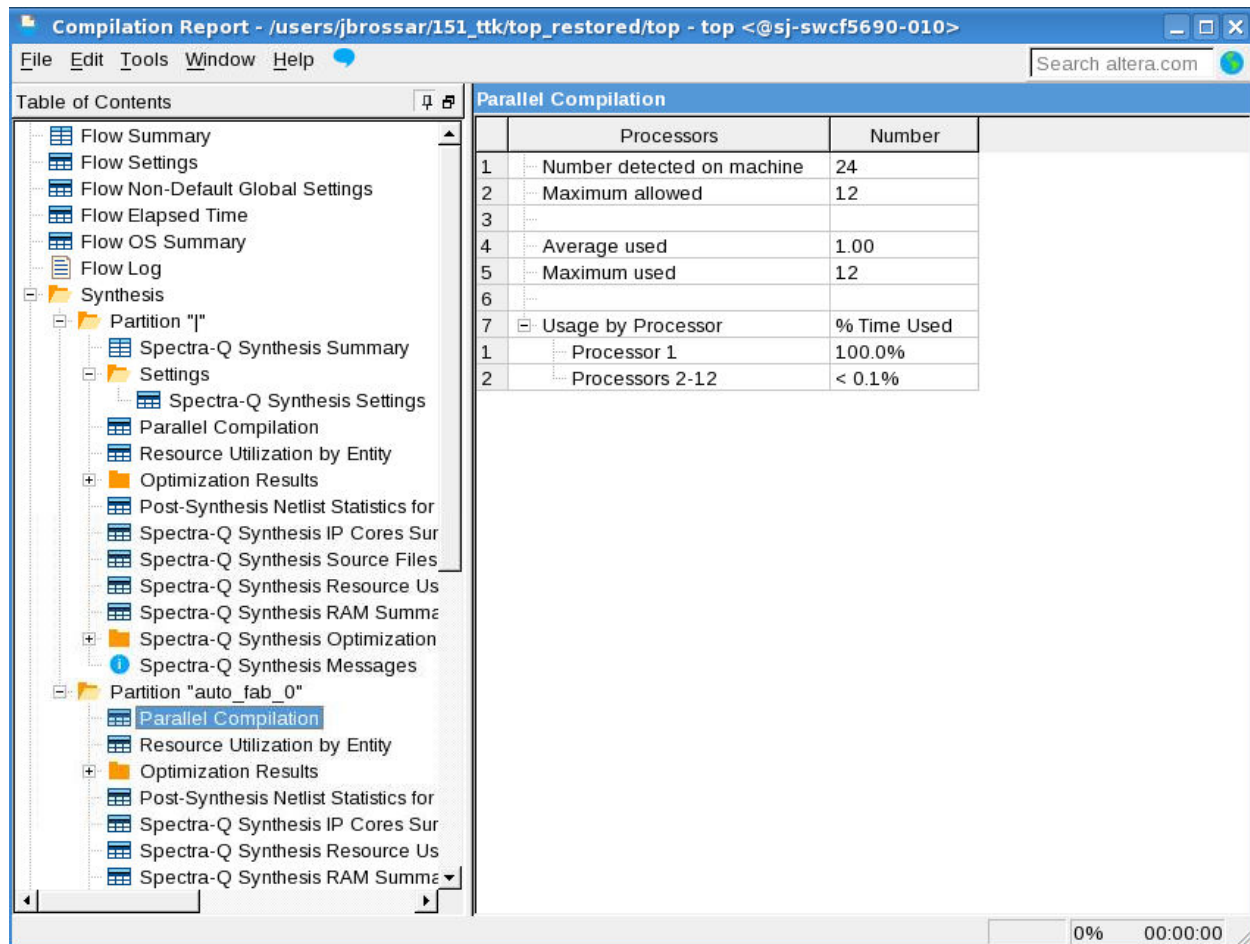 Compilation Report - /users/jbrossar/151_ttk/top_restored/top - top <@sj-swcf5690-010>
File Edit Tools Window Help
Search altera.com
Table of Contents
Flow Summary
Flow Settings
Flow Non-Default Global Settings
Flow Elapsed Time
Flow OS Summary
Flow Log
Synthesis
Partition "|"
Spectra-Q Synthesis Summary
Settings
Spectra-Q Synthesis Settings
Parallel Compilation
Resource Utilization by Entity
Optimization Results
Post-Synthesis Netlist Statistics for
Spectra-Q Synthesis IP Cores Sur
Spectra-Q Synthesis Source Files
Spectra-Q Synthesis Resource Us
Spectra-Q Synthesis RAM Summa
Spectra-Q Synthesis Optimization
Spectra-Q Synthesis Messages
Partition "auto_fab_0"
Parallel Compilation
Resource Utilization by Entity
Optimization Results
Post-Synthesis Netlist Statistics for
Spectra-Q Synthesis IP Cores Sur
Spectra-Q Synthesis Resource Us
Spectra-Q Synthesis RAM Summa
Parallel Compilation
Processors Number
1 Number detected on machine 24
2 Maximum allowed 12
3
4 Average used 1.00
5 Maximum used 12
6
7 Usage by Processor % Time Used
1 Processor 1 100.0%
2 Processors 2-12 < 0.1%
0% 00:00:00